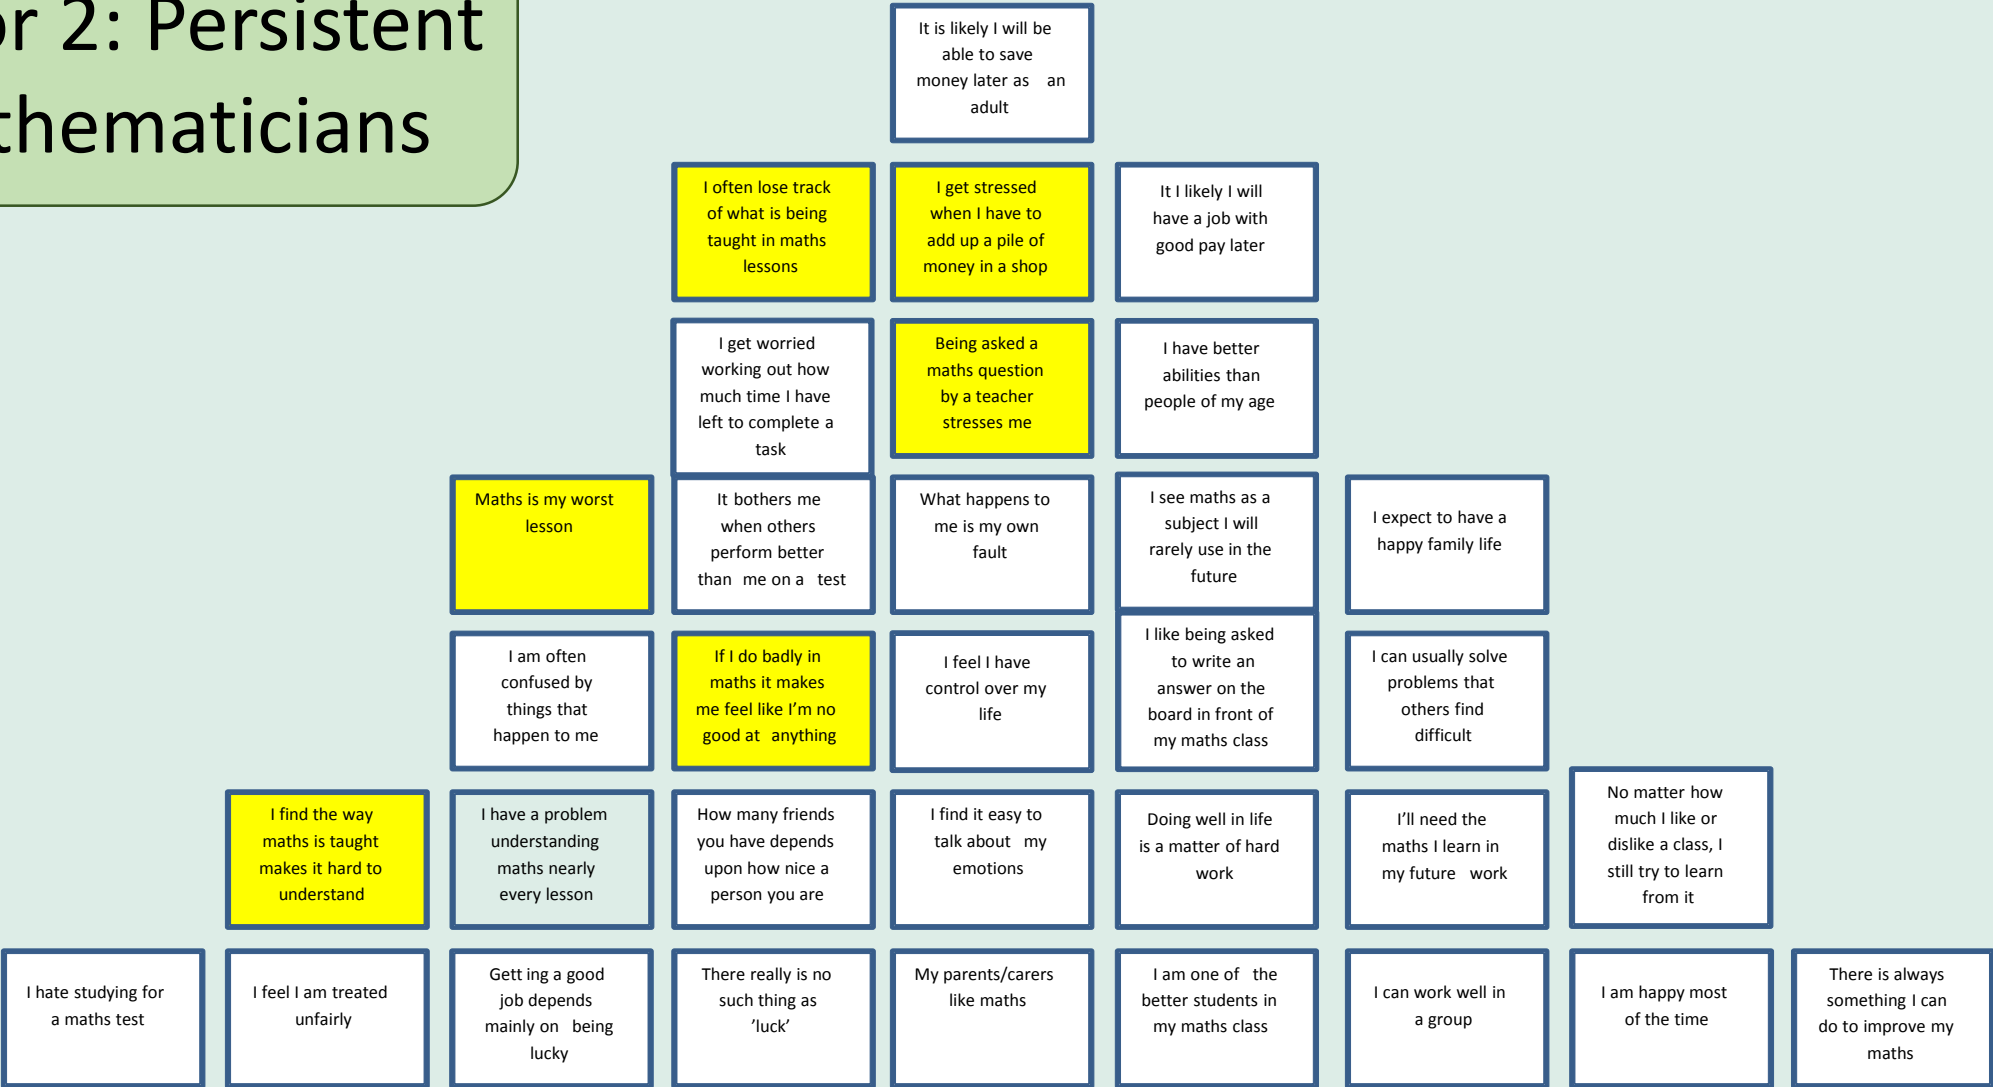 or 2: Persistent
thematicians
It is likely I will be
able to save
money later as an
adult
I often lose track
of what is being
taught in maths
lessons
I get stressed
when I have to
add up a pile of
money in a shop
It I likely I will
have a job with
good pay later
I get worried
working out how
much time I have
left to complete a
task
Being asked a
maths question
by a teacher
stresses me
I have better
abilities than
people of my age
Maths is my worst
lesson
It bothers me
when others
perform better
than me on a test
What happens to
me is my own
fault
I see maths as a
subject I will
rarely use in the
future
I expect to have a
happy family life
I am often
confused by
things that
happen to me
If I do badly in
maths it makes
me feel like I'm no
good at anything
I feel I have
control over my
life
I like being asked
to write an
answer on the
board in front of
my maths class
I can usually solve
problems that
others find
difficult
I find the way
maths is taught
makes it hard to
understand
I have a problem
understanding
maths nearly
every lesson
How many friends
you have depends
upon how nice a
person you are
I find it easy to
talk about my
emotions
Doing well in life
is a matter of hard
work
I'll need the
maths I learn in
my future work
No matter how
much I like or
dislike a class, I
still try to learn
from it
I hate studying for
a maths test
I feel I am treated
unfairly
Gett ing a good
job depends
mainly on being
lucky
There really is no
such thing as
'luck'
My parents/carers
like maths
I am one of the
better students in
my maths class
I can work well in
a group
I am happy most
of the time
There is always
something I can
do to improve my
maths